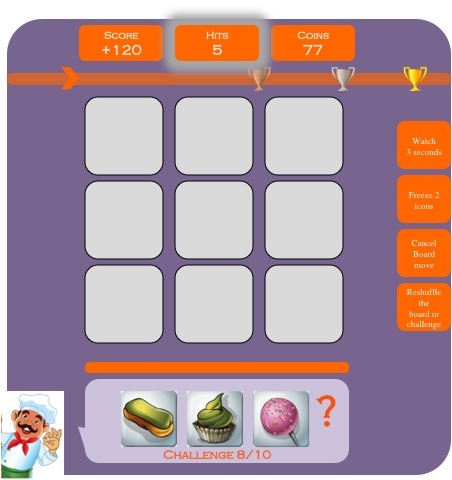 Score
+120
Hits
5
Coins
77
Watch
3 seconds
Freeze 2
icons
Cancel
Board
move
Reshuffle
the
board or
challenge
?
Challenge 8/10